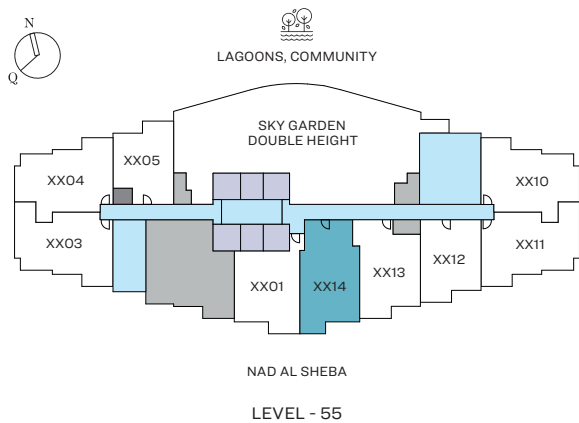 N
Q
LAGOONS, COMMUNITY
SKY GARDEN
DOUBLE HEIGHT
XX05
XX04
XX10
XX03
XX11
XX12
XX13
XX01
XX14
NAD AL SHEBA
LEVEL - 55